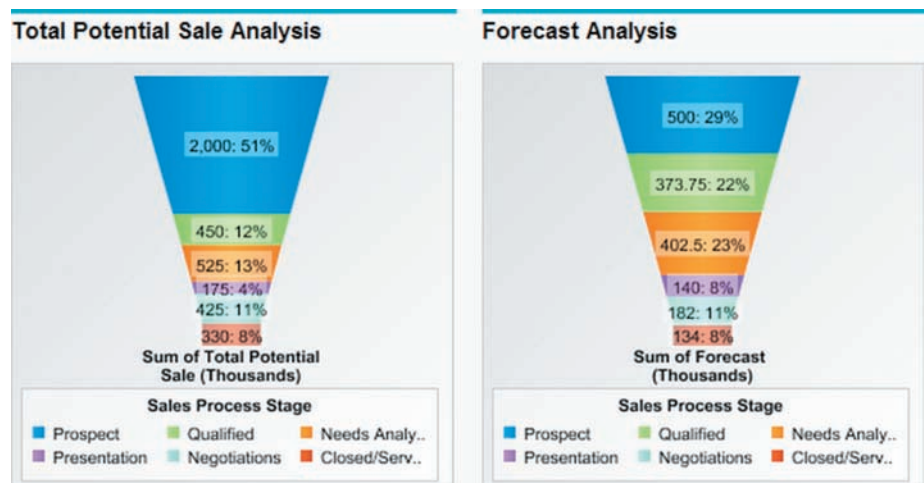 Total Potential Sale Analysis
2,000: 51%
450: 12%
525: 13%
175: 4%
425: 11%
330: 8%
Sum of Total Potential
Sale (Thousands)
Sales Process Stage
Prospect Qualified Needs Analy..
Presentation Negotiations Closed/Serv..
Forecast Analysis
500: 29%
373.75: 22%
402.5: 23%
140: 8%
182: 11%
134: 8%
Sum of Forecast
(Thousands)
Sales Process Stage
Prospect Qualified Needs Analy..
Presentation Negotiations Closed/Serv..